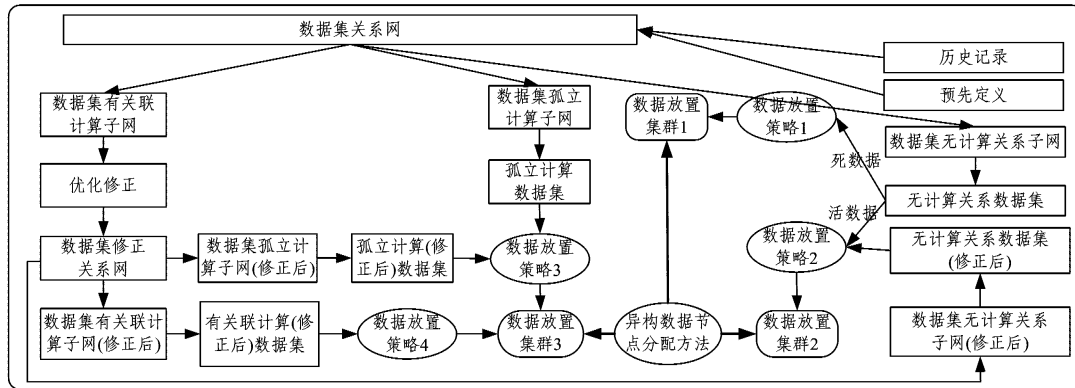 数据集关系网
历史记录
预先定义
数据集有关联
计算子网
数据集孤立
计算子网
数据放置
集群1
数据放置
策略1
数据集无计算关系子网
死数据
优化修正
孤立计算
数据集
无计算关系数据集
活数据
数据集修正
关系网
数据集孤立计
算子网(修正后)
孤立计算(修
正后)数据集
数据放置
策略3
数据放置
策略2
无计算关系数据集
(修正后)
数据集有关联计
算子网(修正后)
有关联计算(修
正后)数据集
数据放置
策略4
数据放置
集群3
异构数据节
点分配方法
数据放置
集群2
数据集无计算关系
子网(修正后)